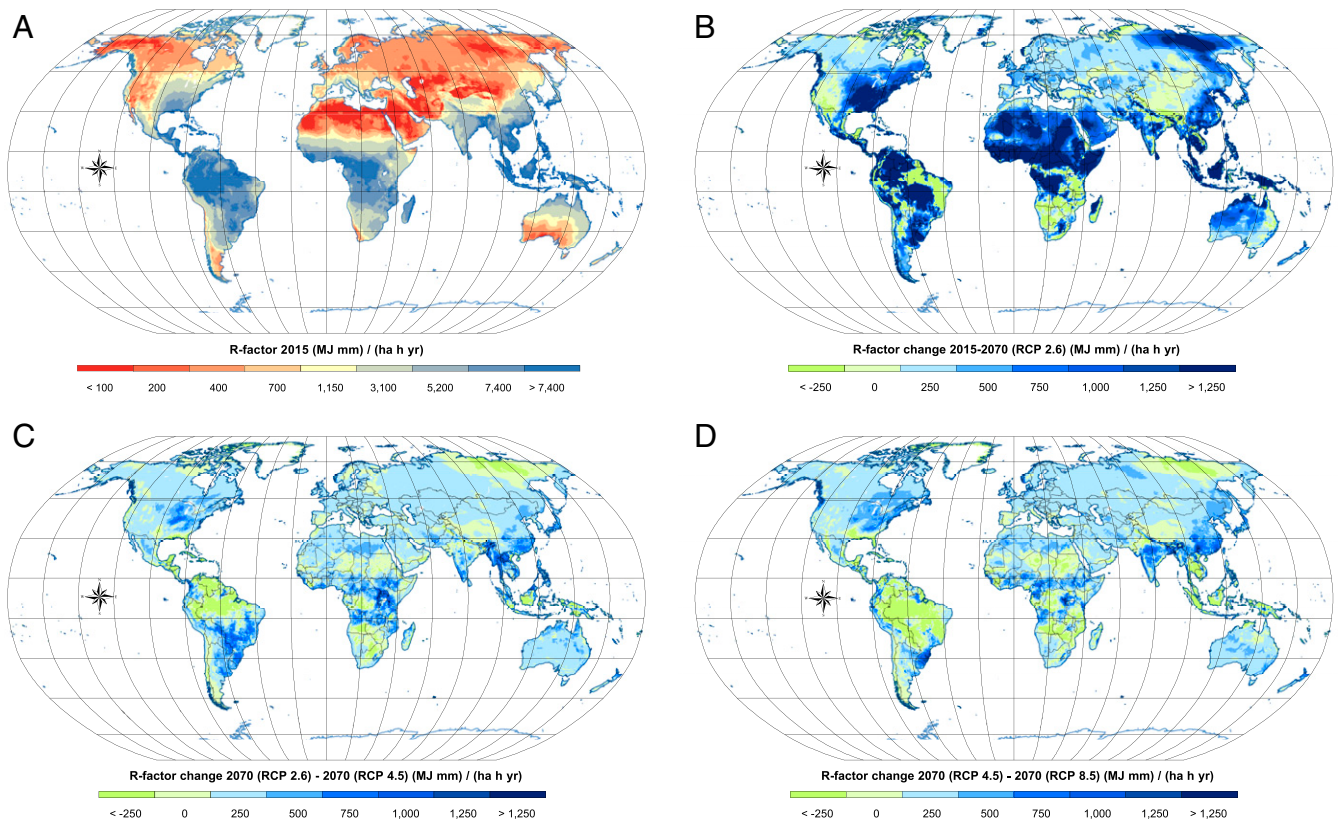 A
R-factor 2015 (MJ mm) / (ha h yr)
< 100 200 400 700 1,150 3,100 5,200 7,400 > 7,400
B
R-factor change 2015-2070 (RCP 2.6) (MJ mm) / (ha h yr)
< -250 0 250 500 750 1,000 1,250 > 1,250
C
R-factor change 2070 (RCP 2.6) - 2070 (RCP 4.5) (MJ mm) / (ha h yr)
< -250 0 250 500 750 1,000 1,250 > 1,250
D
R-factor change 2070 (RCP 4.5) - 2070 (RCP 8.5) (MJ mm) / (ha h yr)
< -250 0 250 500 750 1,000 1,250 > 1,250